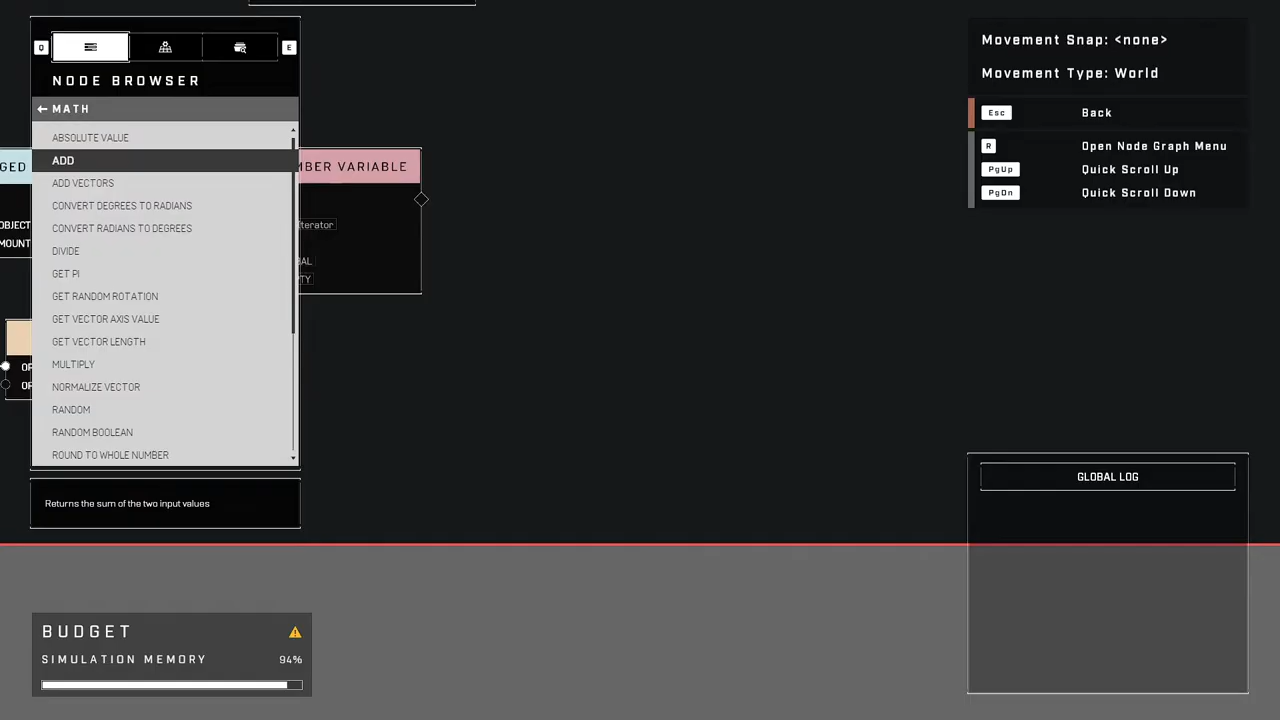 Q
E
NODE BROWSER
MATH
ABSOLUTE VALUE
ADD
ADD VECTORS
CONVERT DEGREES TO RADIANS
CONVERT RADIANS TO DEGREES
DIVIDE
GET PI
GET RANDOM ROTATION
GET VECTOR AXIS VALUE
GET VECTOR LENGTH
MULTIPLY
NORMALIZE VECTOR
RANDOM
RANDOM BOOLEAN
ROUND TO WHOLE NUMBER
Returns the sum of the two input values
GED
OBJECT
MOUNT
OP
OP
MBER VARIABLE
Iterator
BAL
TY
Movement Snap: <none>
Movement Type: World
Esc Back
R Open Node Graph Menu
PgUp Quick Scroll Up
PgDn Quick Scroll Down
GLOBAL LOG
BUDGET
SIMULATION MEMORY 94%